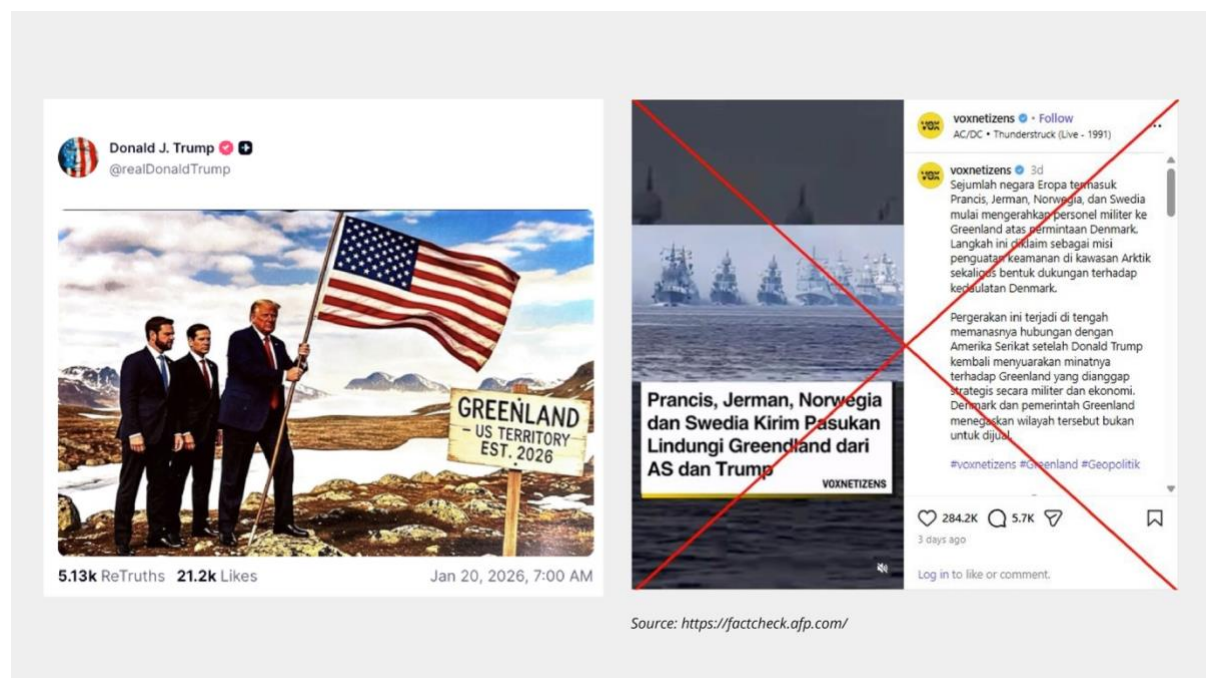 Donald J. Trump
@realDonaldTrump
GREENLAND
- US TERRITORY
EST. 2026
5.13k ReTruths 21.2k Likes
Jan 20, 2026, 7:00 AM
Prancis, Jerman, Norwegia
dan Swedia Kirim Pasukan
Lindungi Greendland dari
AS dan Trump
VOXNETIZENS
VOX
voxnetizens • Follow
AC/DC • Thunderstruck (Live - 1991)
VOX
voxnetizens 3d
Sejumlah negara Eropa termasuk
Prancis, Jerman, Norwegia, dan Swedia
mulai mengerahkan personel militer ke
Greenland atas permintaan Denmark.
Langkah ini diklaim sebagai misi
penguatan keamanan di kawasan Arktik
sekaligus bentuk dukungan terhadap
kedaulatan Denmark.
Pergerakan ini terjadi di tengah
memanasnya hubungan dengan
Amerika Serikat setelah Donald Trump
kembali menyuarakan minatnya
terhadap Greenland yang dianggap
strategis secara militer dan ekonomi.
Denmark dan pemerintah Greenland
menegaskan wilayah tersebut bukan
untuk dijual.
#voxnetizens #Greenland #Geopolitik
284.2K 5.7K
3 days ago
Log in to like or comment.
Source: https://factcheck.afp.com/